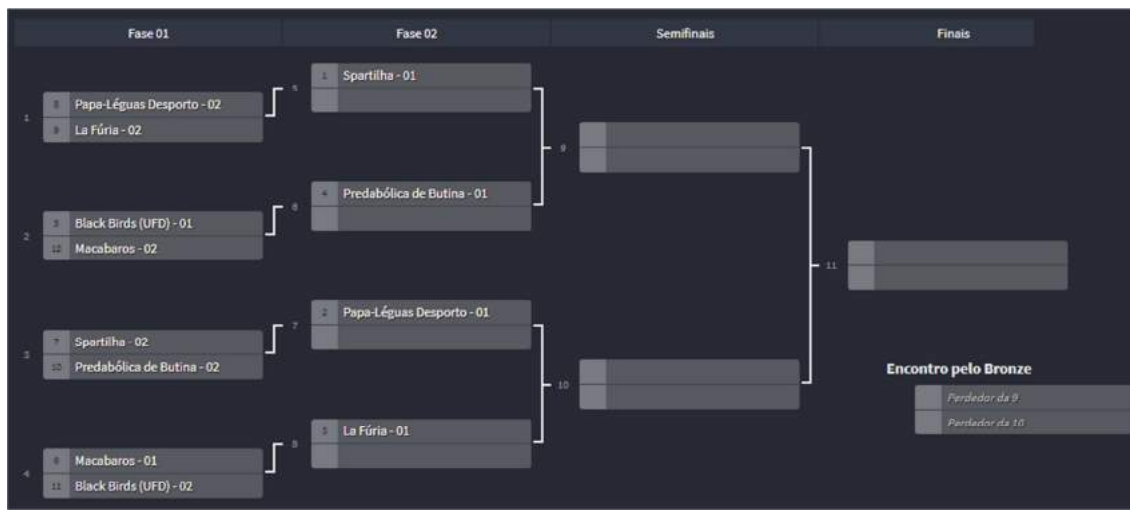 Fase 01
Fase 02
Semifinais
Finais
1
8 Papa-Léguas Desporto - 02
9 La Fúria - 02
2
5 Black Birds (UFD) - 01
12 Macabaros - 02
3
7 Spartilha - 02
10 Predabólica de Butina - 02
4
6 Macabaros - 01
11 Black Birds (UFD) - 02
5
1 Spartilha - 01
6
4 Predabólica de Butina - 01
7
2 Papa-Léguas Desporto - 01
8
3 La Fúria - 01
9
10
11
Encontro pelo Bronze
Perdedor da 9
Perdedor da 10